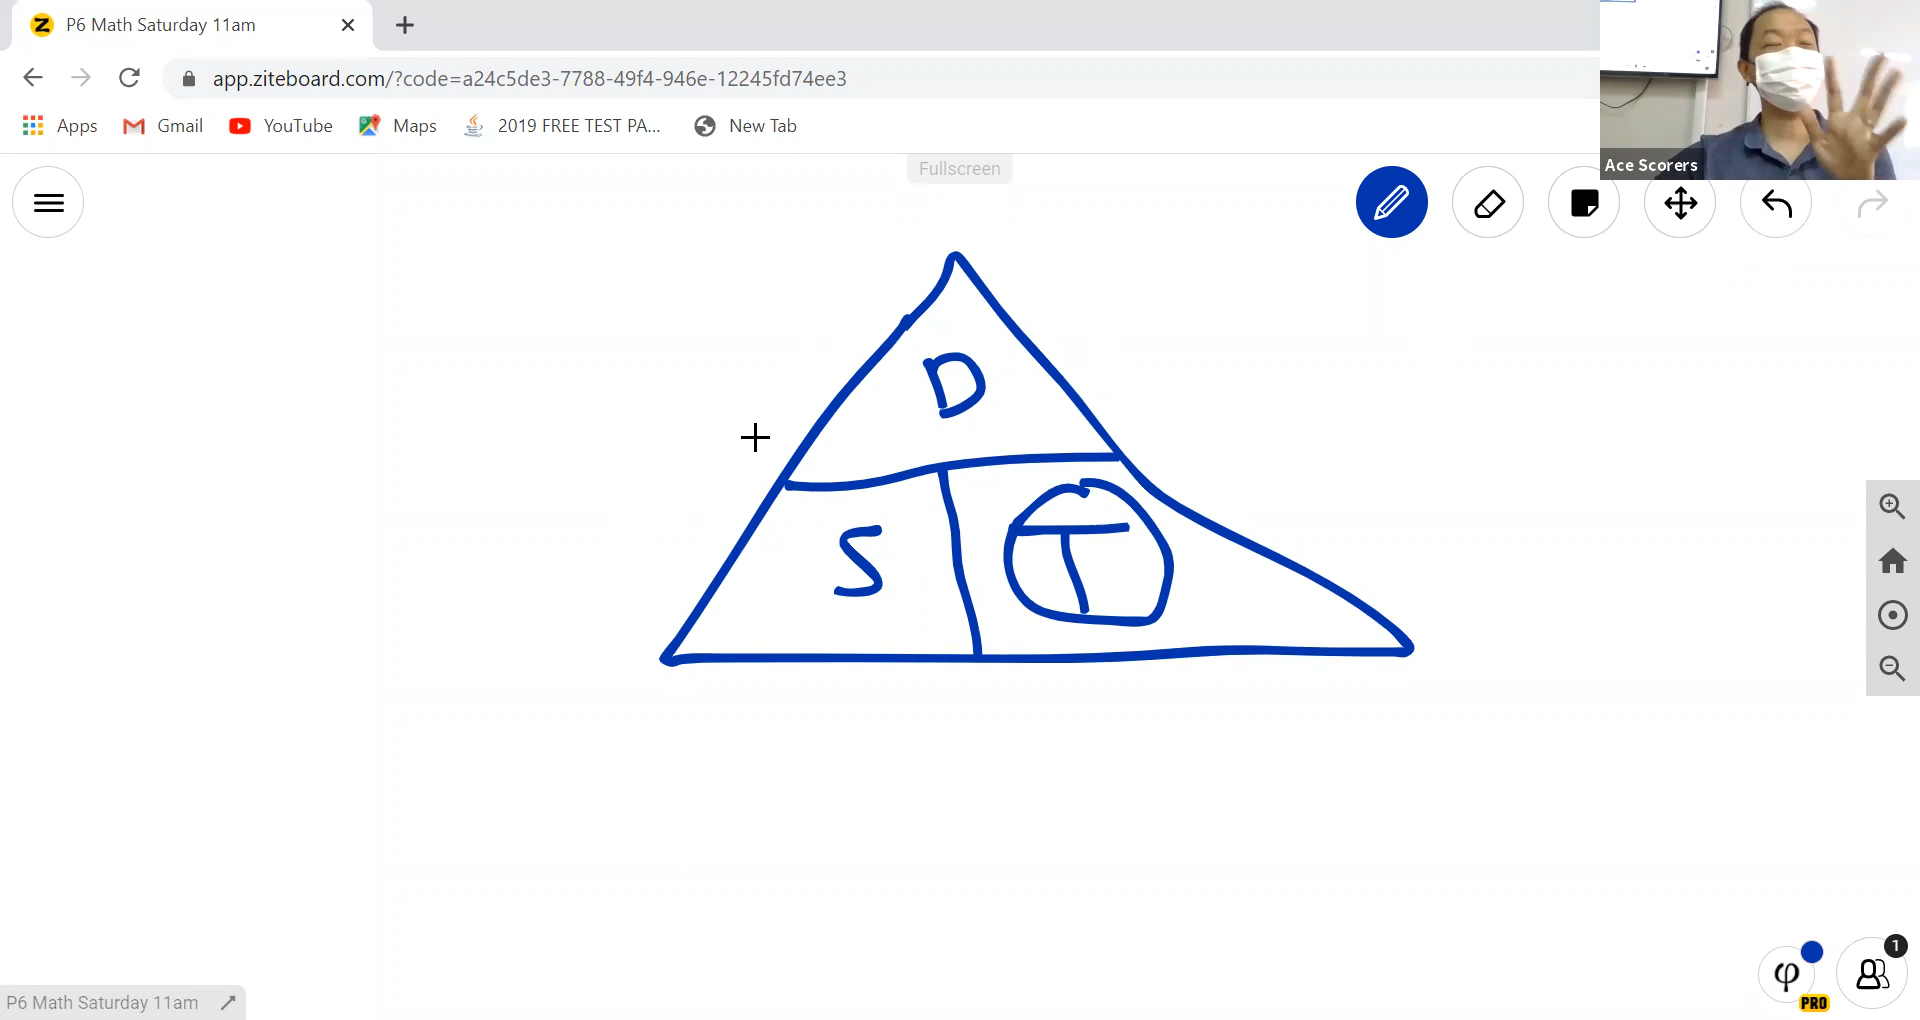 P6 Math Saturday 11am
app.ziteboard.com/?code=a24c5de3-7788-49f4-946e-12245fd74ee3
Apps Gmail YouTube Maps 2019 FREE TEST PA... New Tab
Ace Scorers
Fullscreen
D
S T
1
φ
PRO
P6 Math Saturday 11am